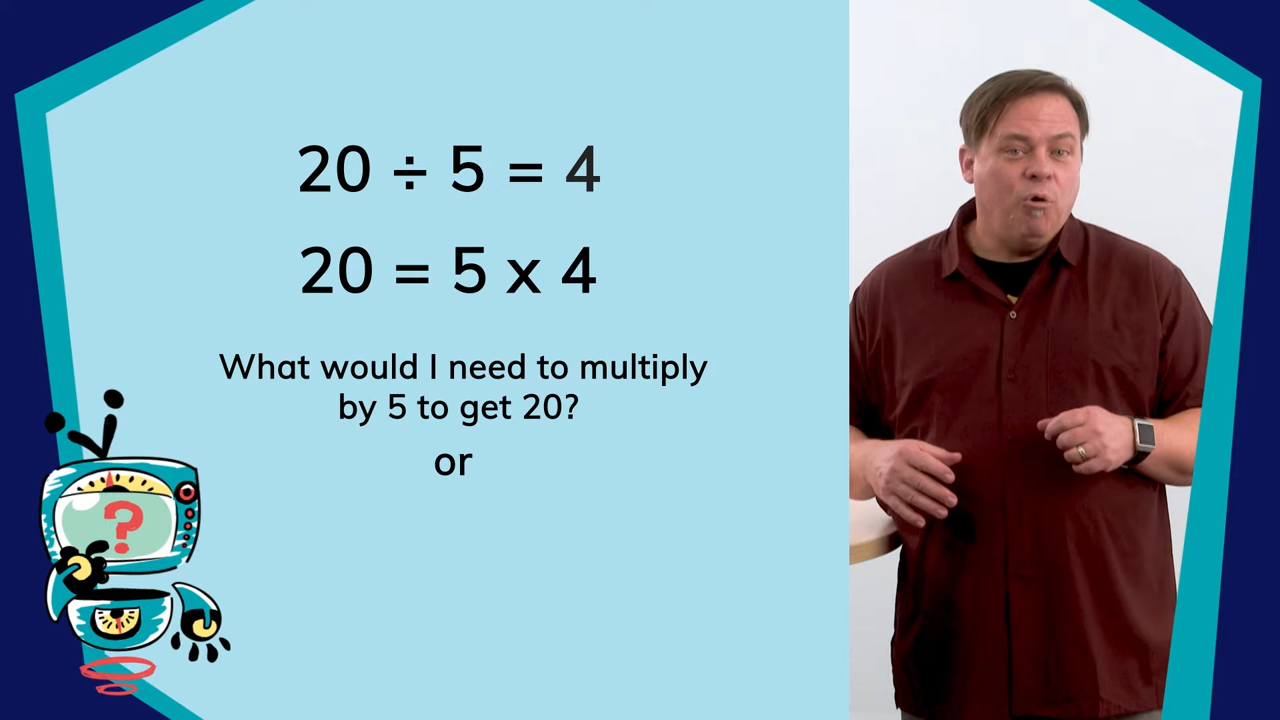 20 ÷ 5 = 4
20 = 5 x 4
What would I need to multiply
by 5 to get 20?
or
?